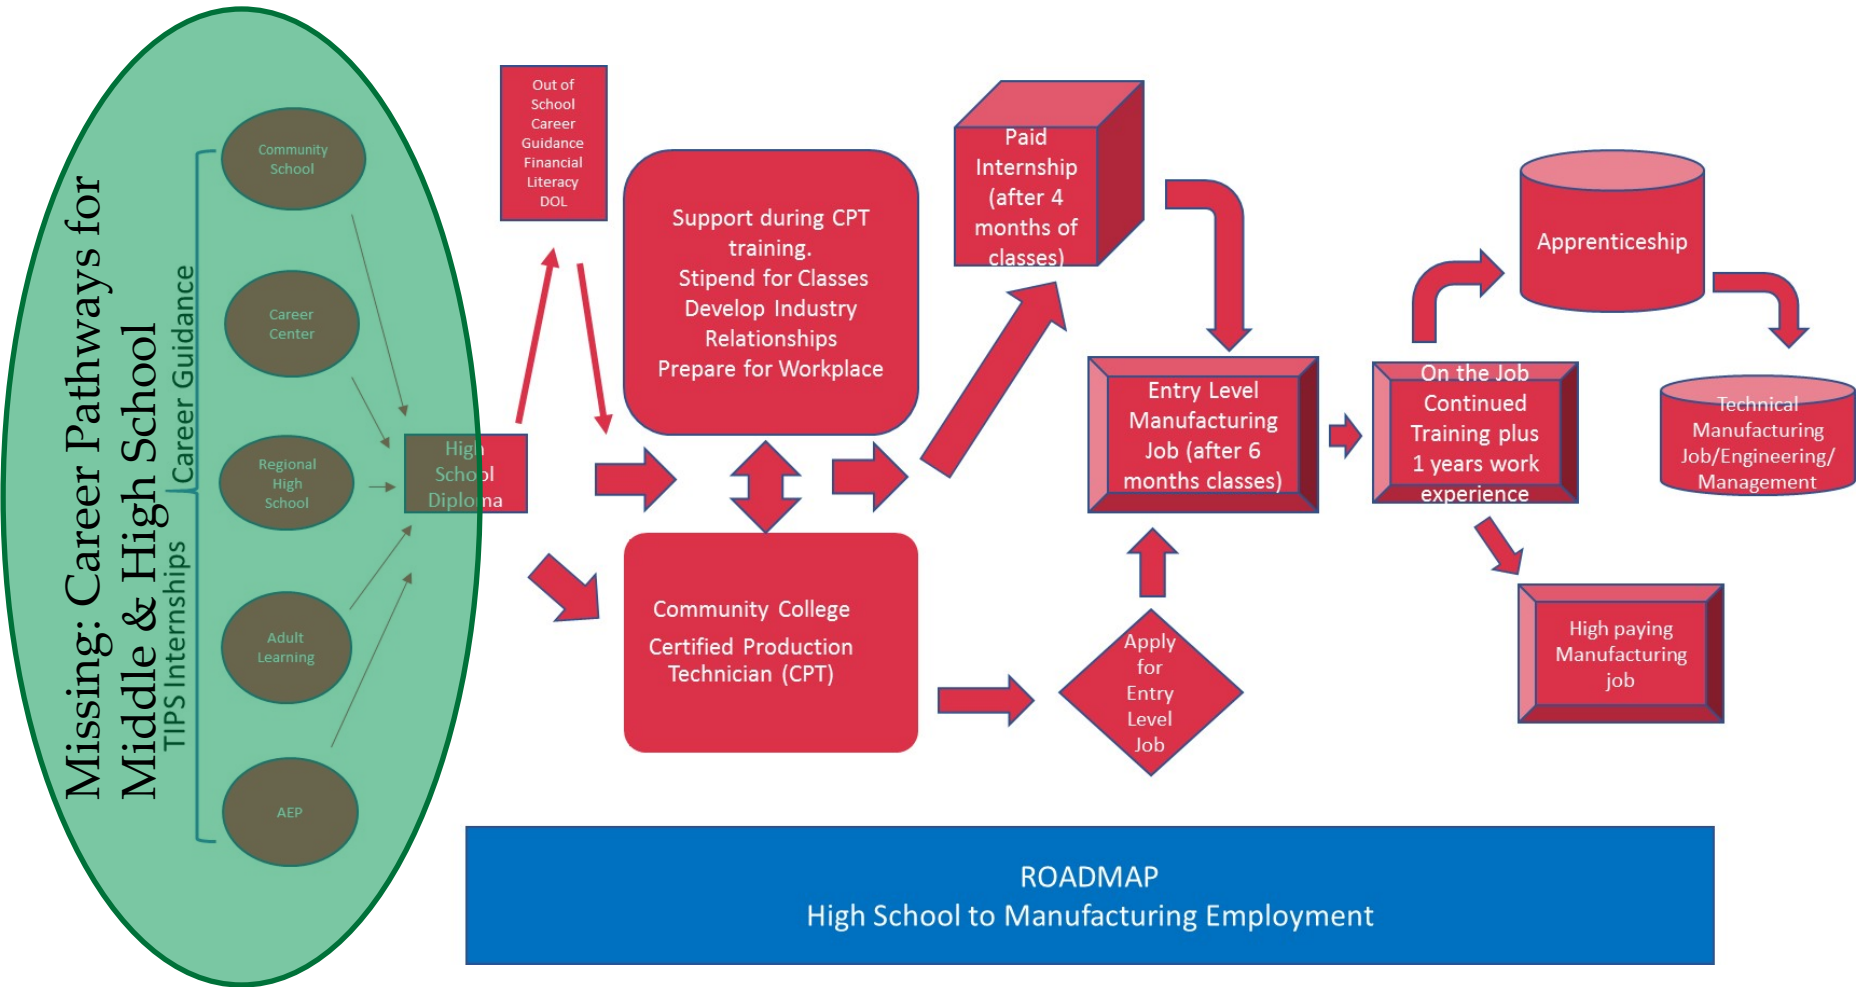 Missing: Career Pathways for
Middle & High School
Career Guidance
TIPS Internships
Community
School
Career
Center
Regional
High
School
Adult
Learning
AEP
High
School
Diploma
Out of
School
Career
Guidance
Financial
Literacy
DOL
Support during CPT
training.
Stipend for Classes
Develop Industry
Relationships
Prepare for Workplace
Community College
Certified Production
Technician (CPT)
Paid
Internship
(after 4
months of
classes)
Entry Level
Manufacturing
Job (after 6
months classes)
Apply
for
Entry
Level
Job
On the Job
Continued
Training plus
1 years work
experience
Apprenticeship
Technical
Manufacturing
Job/Engineering/
Management
High paying
Manufacturing
job
ROADMAP
High School to Manufacturing Employment